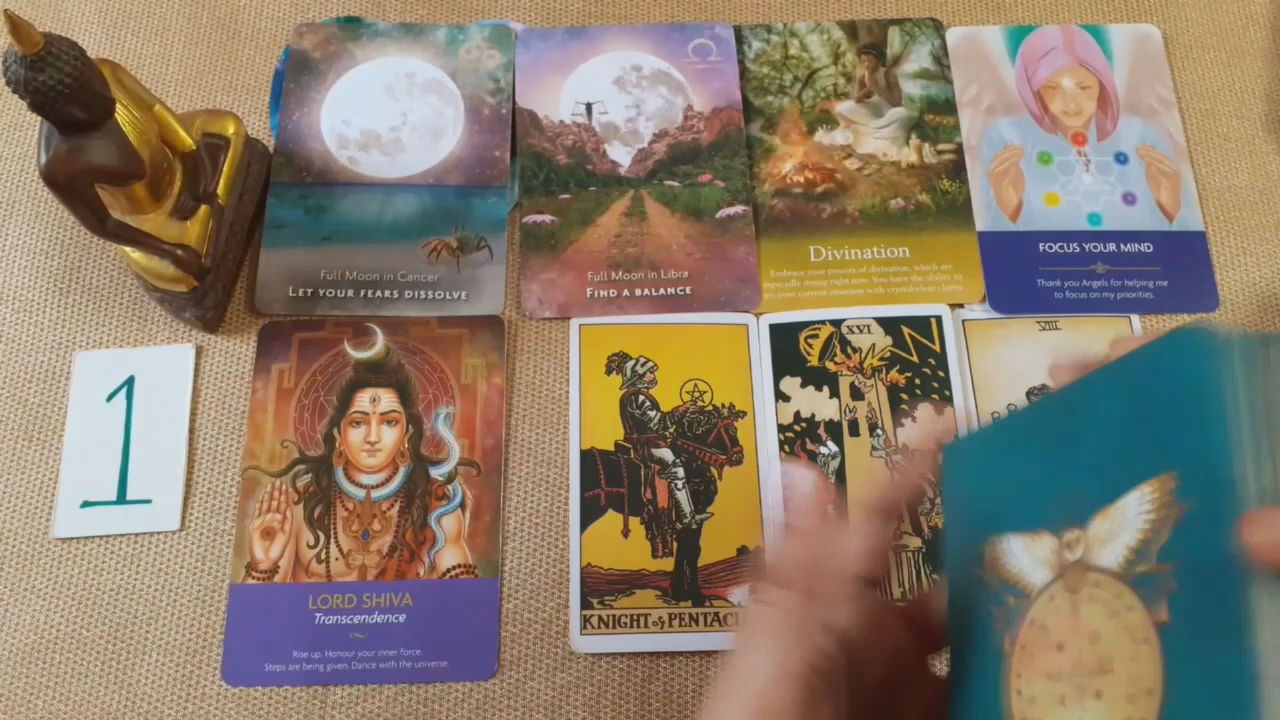 Full Moon in Cancer
LET YOUR FEARS DISSOLVE
Full Moon in Libra
FIND A BALANCE
Divination
Embrace your powers of divination, which are
especially strong right now. You have the ability to
see your current situation with crystal-clear clarity.
FOCUS YOUR MIND
Thank you Angels for helping me
to focus on my priorities.
1
LORD SHIVA
Transcendence
Rise up. Honour your inner force.
Steps are being given. Dance with the universe.
KNIGHT of PENTAC
XVI
VIII